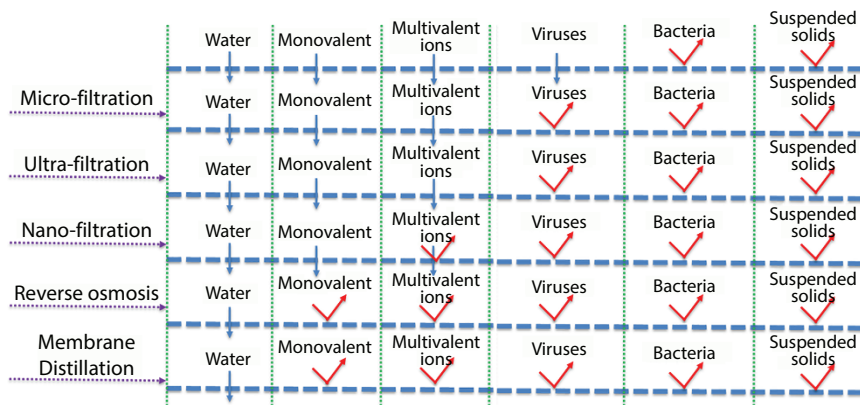 Water Monovalent Multivalent ions Viruses Bacteria Suspended solids
Micro-filtration
Water Monovalent Multivalent ions Viruses Bacteria Suspended solids
Ultra-filtration
Water Monovalent Multivalent ions Viruses Bacteria Suspended solids
Nano-filtration
Water Monovalent Multivalent ions Viruses Bacteria Suspended solids
Reverse osmosis
Water Monovalent Multivalent ions Viruses Bacteria Suspended solids
Membrane
Distillation
Water Monovalent Multivalent ions Viruses Bacteria Suspended solids